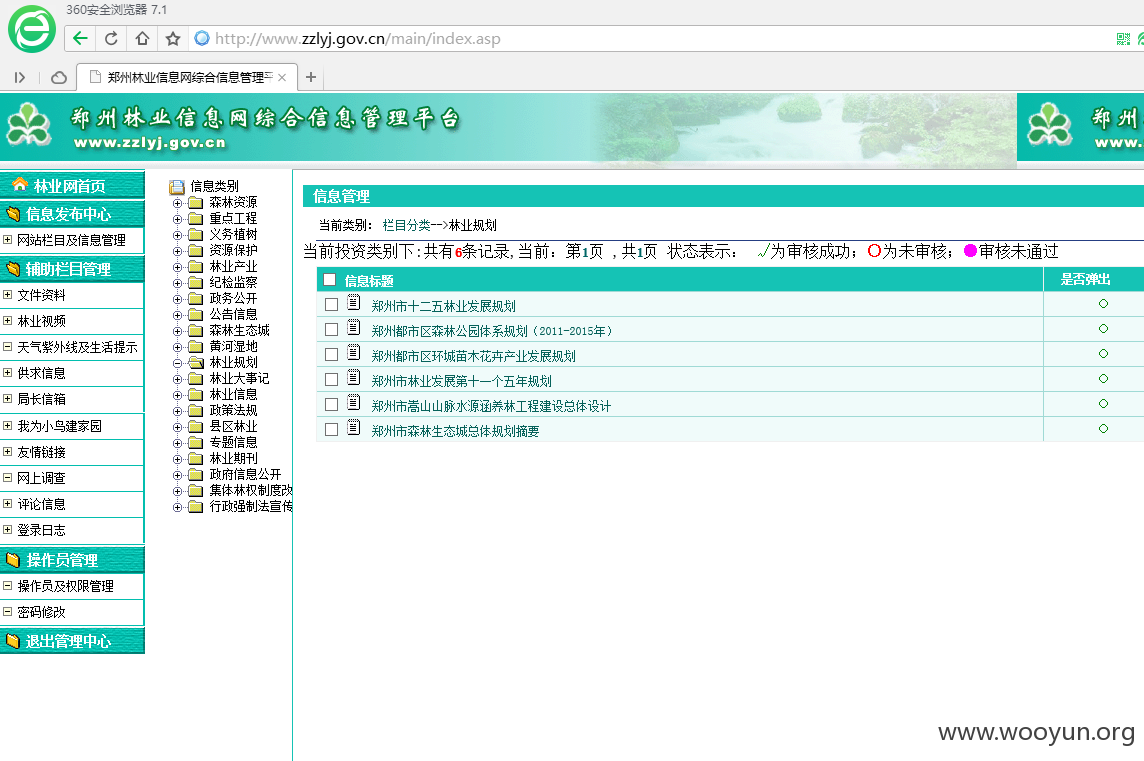 360安全浏览器 7.1
http://www.zzlyj.gov.cn/main/index.asp
郑州林业信息网综合信息管理平
郑州林业信息网综合信息管理平台
www.zzlyj.gov.cn
郑州
www.
林业网首页
信息发布中心
网站栏目及信息管理
辅助栏目管理
文件资料
林业视频
天气紫外线及生活提示
供求信息
局长信箱
我为小鸟建家园
友情链接
网上调查
评论信息
登录日志
操作员管理
操作员及权限管理
密码修改
退出管理中心
信息类别
森林资源
重点工程
义务植树
资源保护
林业产业
纪检监察
政务公开
公告信息
森林生态城
黄河湿地
林业规划
林业大事记
林业信息
政策法规
县区林业
专题信息
林业期刊
政府信息公开
集体林权制度改
行政强制法宣传
信息管理
当前类别: 栏目分类-->林业规划
当前投资类别下:共有6条记录,当前: 第1页 , 共1页 状态表示: ✓为审核成功; 为未审核; 审核未通过
信息标题 是否弹出
郑州市十二五林业发展规划
郑州都市区森林公园体系规划（2011-2015年）
郑州都市区环城苗木花卉产业发展规划
郑州市林业发展第十一个五年规划
郑州市嵩山山脉水源涵养林工程建设总体设计
郑州市森林生态城总体规划摘要
www.wooyun.org